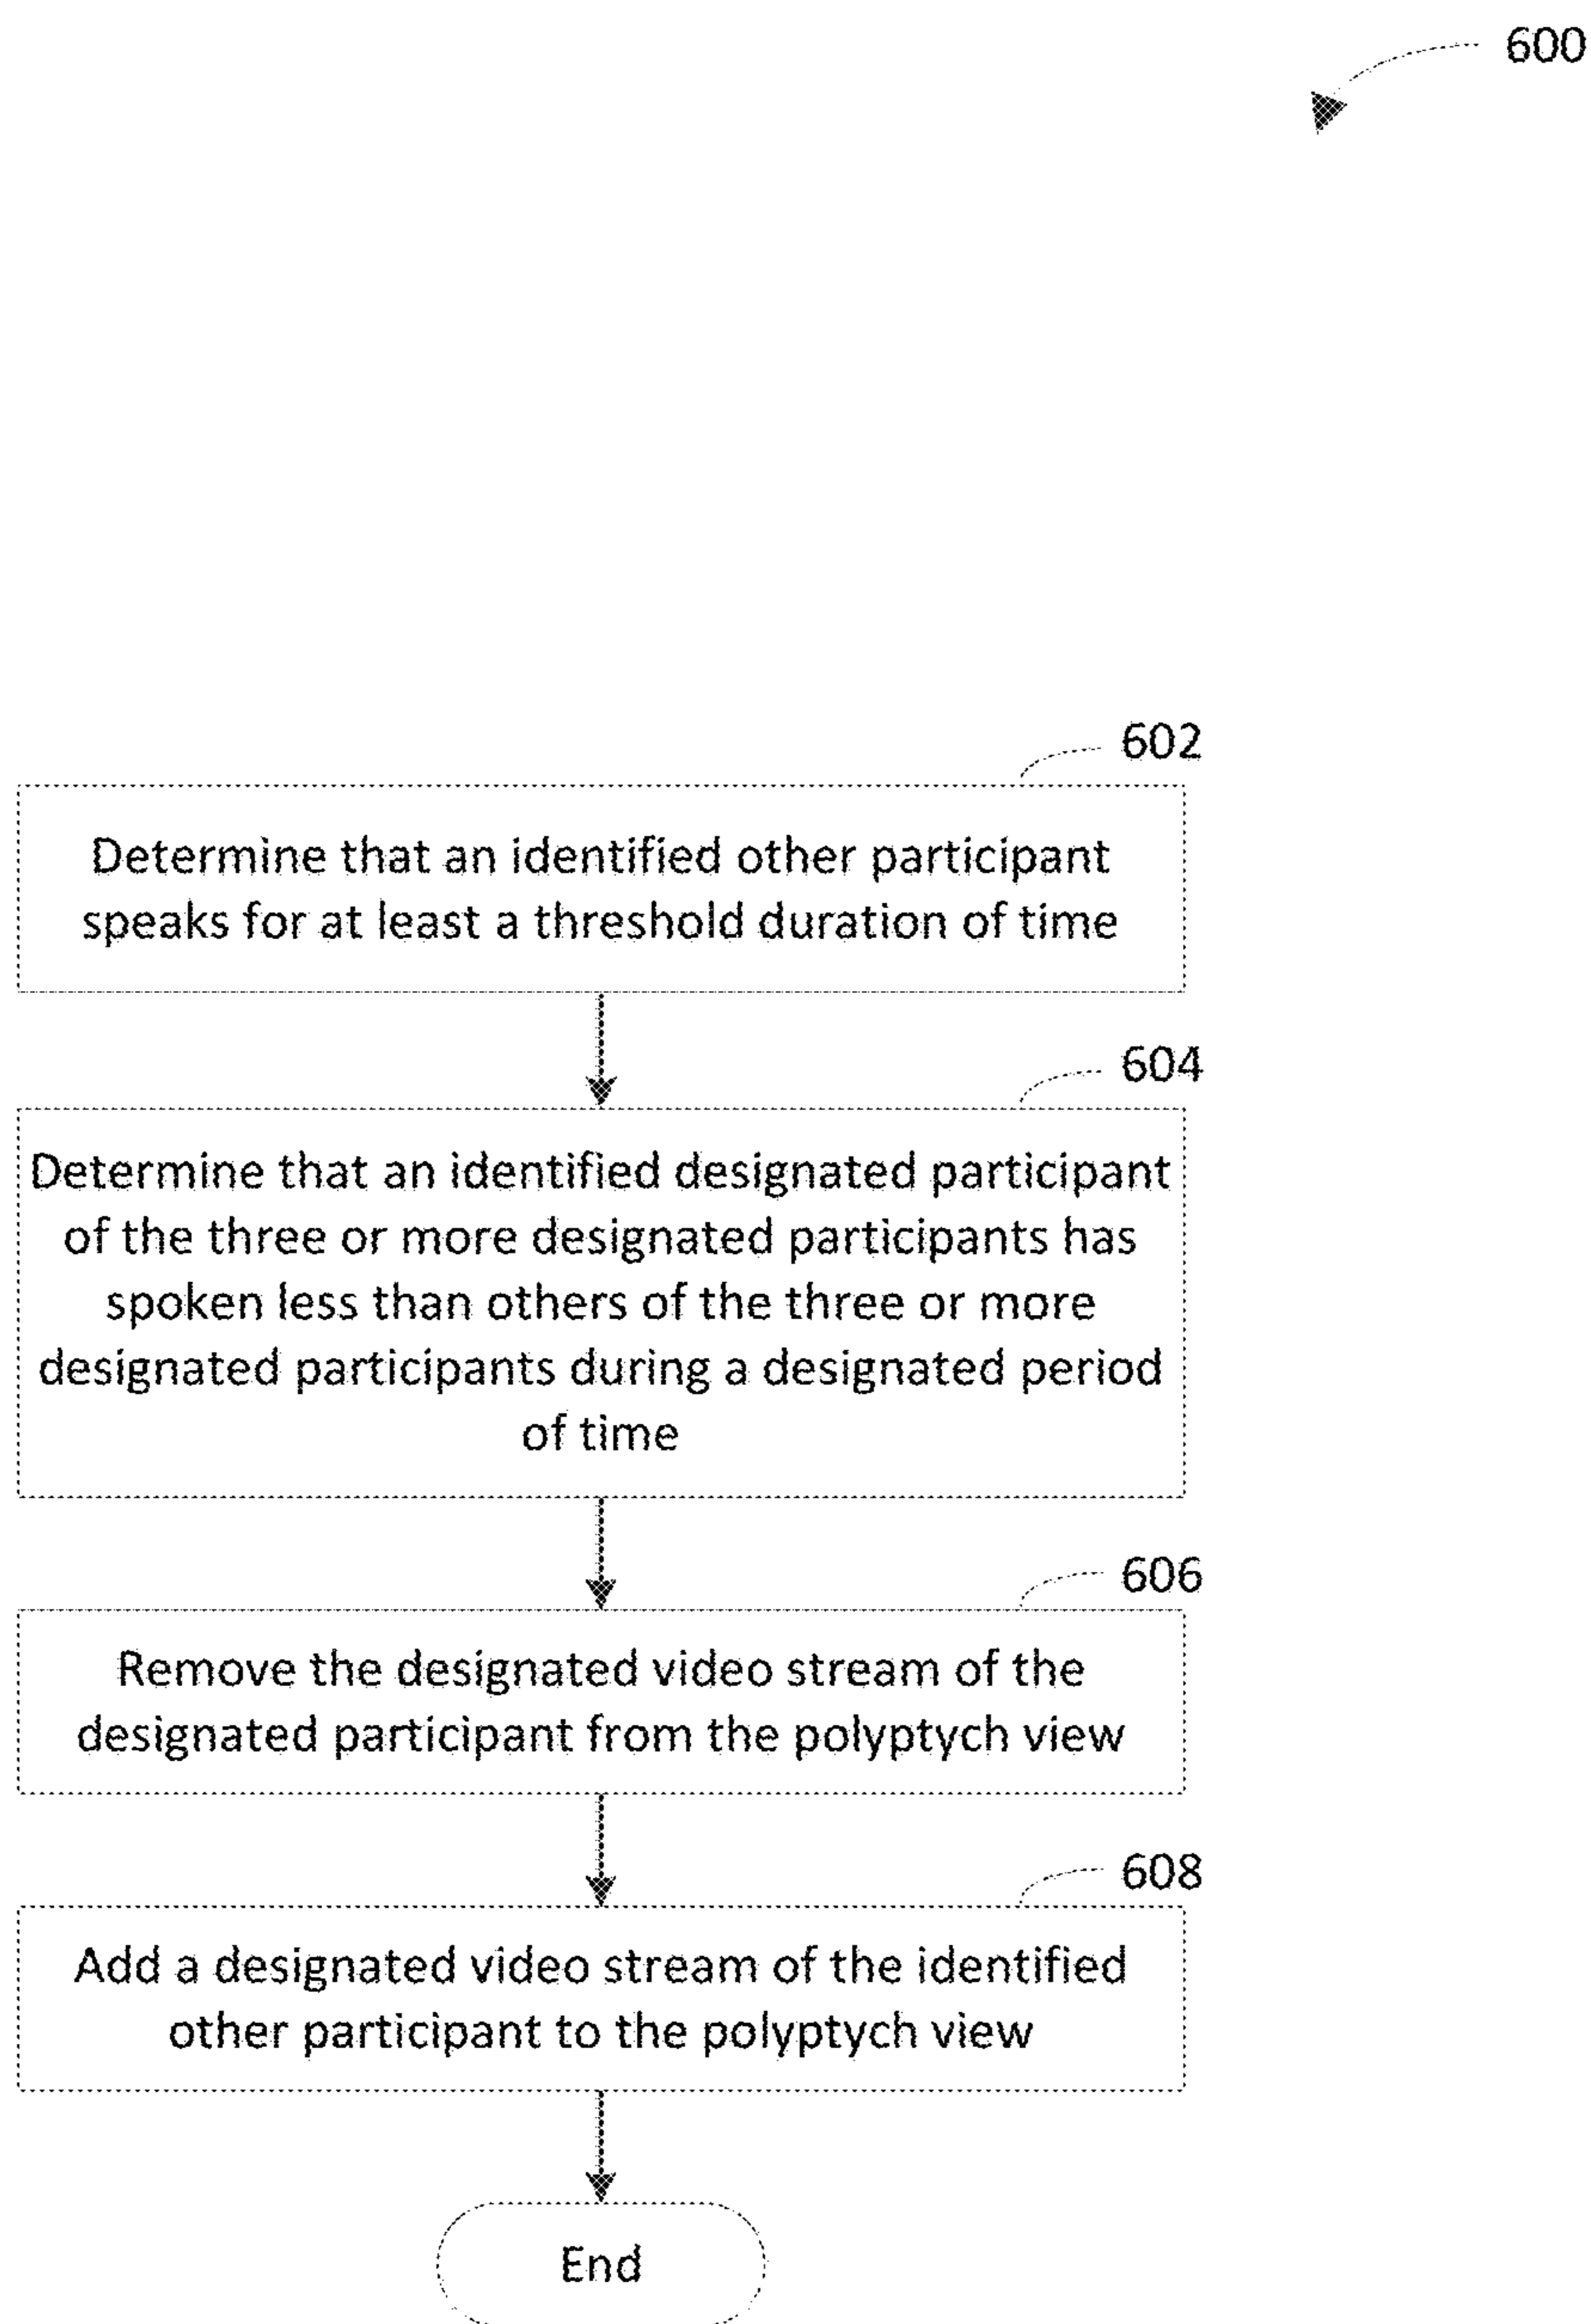 600
602
Determine that an identified other participant
speaks for at least a threshold duration of time
604
Determine that an identified designated participant
of the three or more designated participants has
spoken less than others of the three or more
designated participants during a designated period
of time
606
Remove the designated video stream of the
designated participant from the polyptych view
608
Add a designated video stream of the identified
other participant to the polyptych view
End